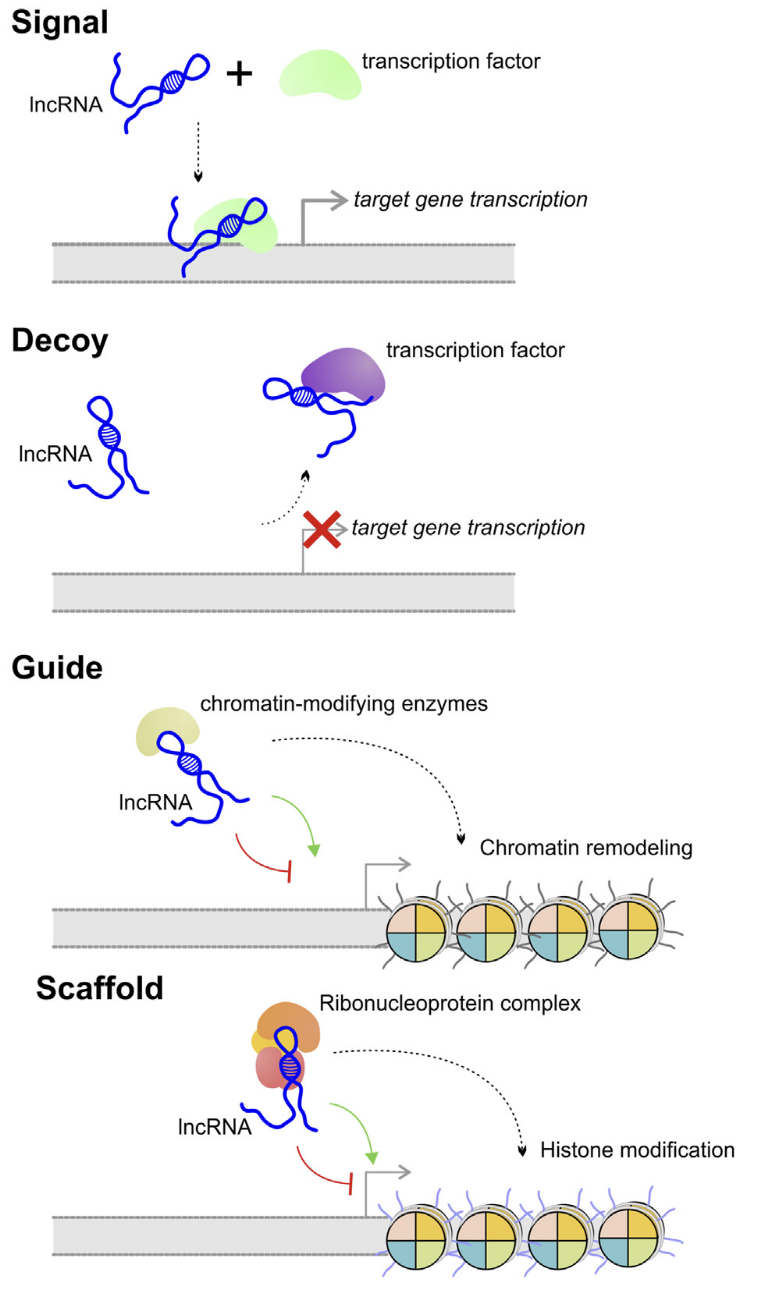 Signal
transcription factor
lncRNA
+
target gene transcription
Decoy
transcription factor
lncRNA
target gene transcription
Guide
chromatin-modifying enzymes
lncRNA
Chromatin remodeling
Scaffold
Ribonucleoprotein complex
lncRNA
Histone modification